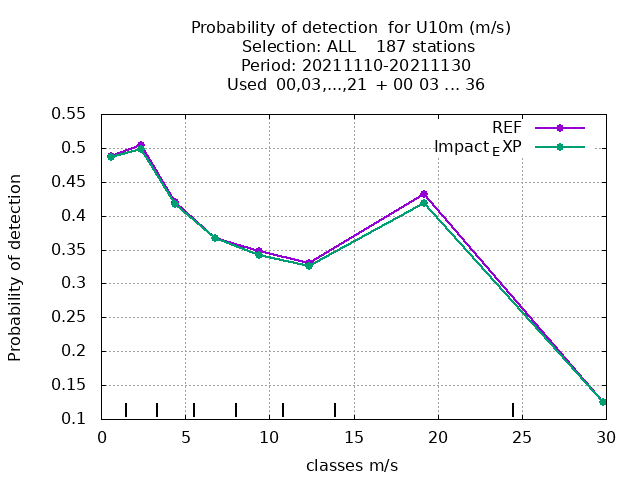 Probability of detection  for U10m (m/s)
Selection: ALL    187 stations
Period: 20211110-20211130
Used  00,03,...,21  + 00 03 ... 36
0.55
0.5
0.45
0.4
0.35
0.3
0.25
0.2
0.15
0.1
Probability of detection
REF
Impact_EXP
0 5 10 15 20 25 30
classes m/s